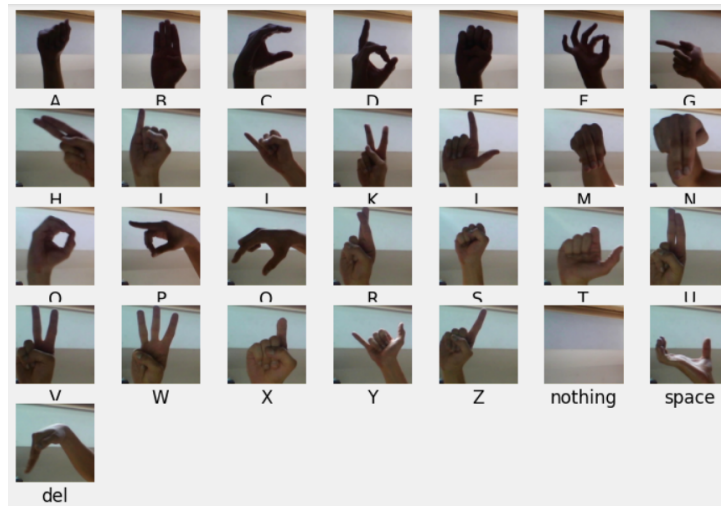 A B C D E F G
H I J K L M N
O P Q R S T U
V W X Y Z nothing space
del